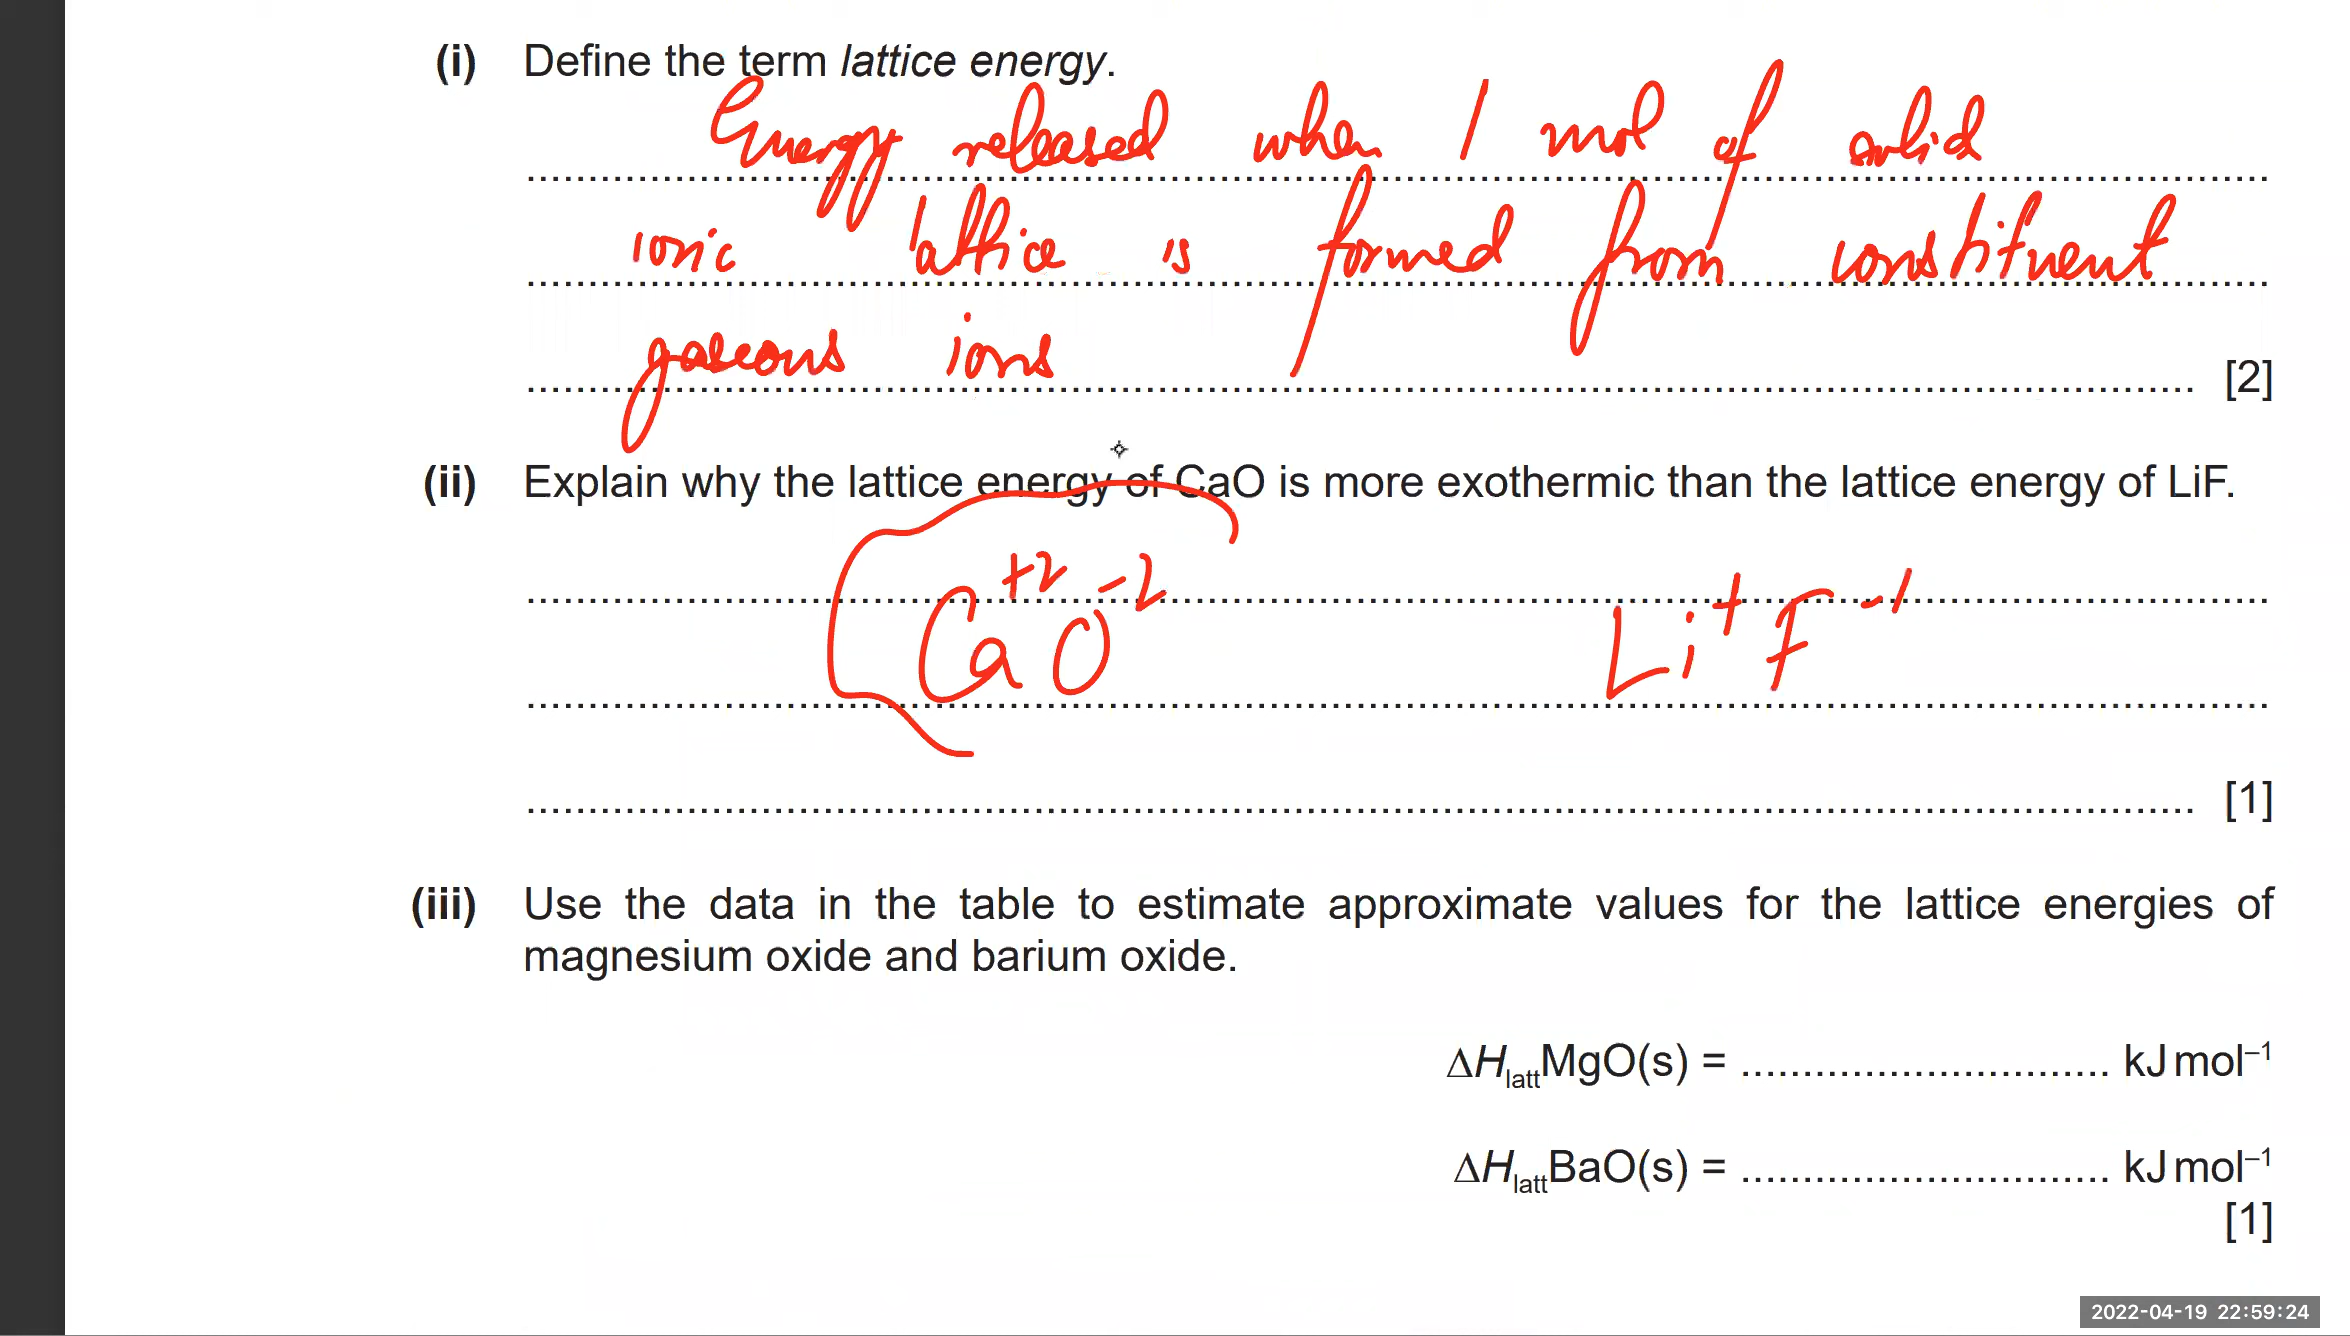 (i) Define the term lattice energy.
Energy released when 1 mol of solid
ionic lattice is formed from constituent
gaseous ions
[2]
(ii) Explain why the lattice energy of CaO is more exothermic than the lattice energy of LiF.
Ca+2 O-2 Li+ F-1
[1]
(iii) Use the data in the table to estimate approximate values for the lattice energies of
magnesium oxide and barium oxide.
ΔHlattMgO(s) = .............................. kJ mol–1
ΔHlattBaO(s) = .............................. kJ mol–1
[1]
2022-04-19 22:59:24